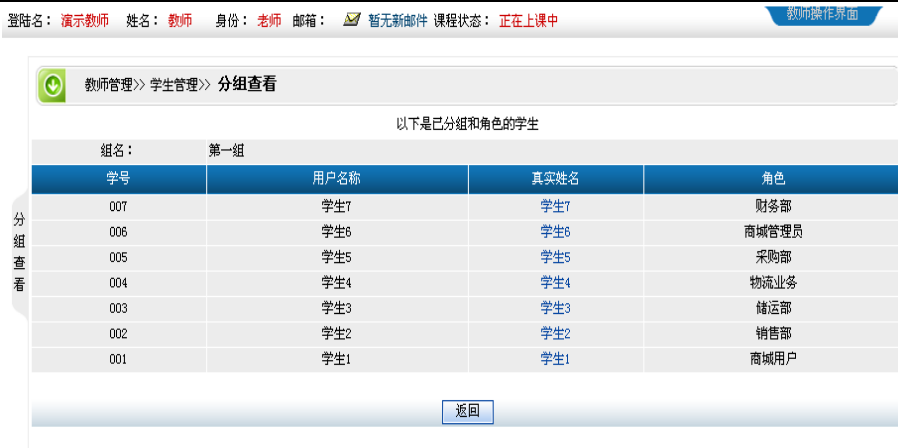 登陆名： 演示教师 姓名： 教师 身份： 老师 邮箱： 暂无新邮件 课程状态： 正在上课中
教师操作界面
教师管理>> 学生管理>> 分组查看
以下是已分组和角色的学生
组名： 第一组
学号 用户名称 真实姓名 角色
007 学生7 学生7 财务部
006 学生6 学生6 商城管理员
005 学生5 学生5 采购部
004 学生4 学生4 物流业务
003 学生3 学生3 储运部
002 学生2 学生2 销售部
001 学生1 学生1 商城用户
分组查看
返回